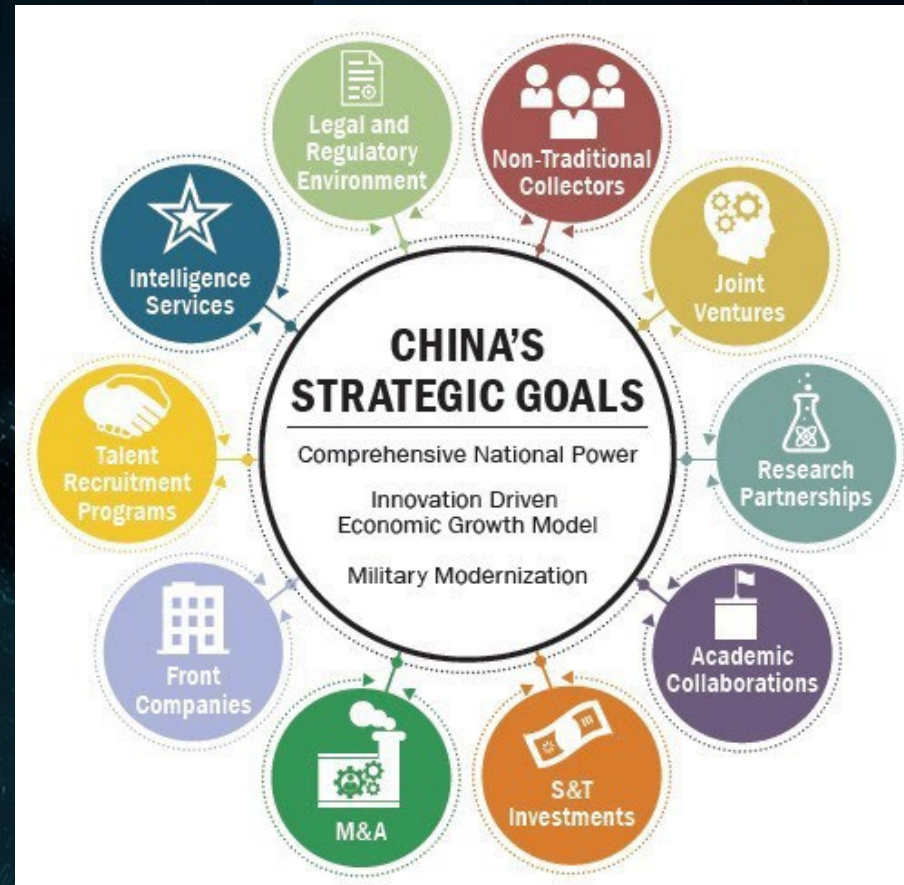 CHINA'S
STRATEGIC GOALS
Comprehensive National Power
Innovation Driven
Economic Growth Model
Military Modernization
Legal and
Regulatory
Environment
Non-Traditional
Collectors
Joint
Ventures
Research
Partnerships
Academic
Collaborations
S&T
Investments
M&A
Front
Companies
Talent
Recruitment
Programs
Intelligence
Services